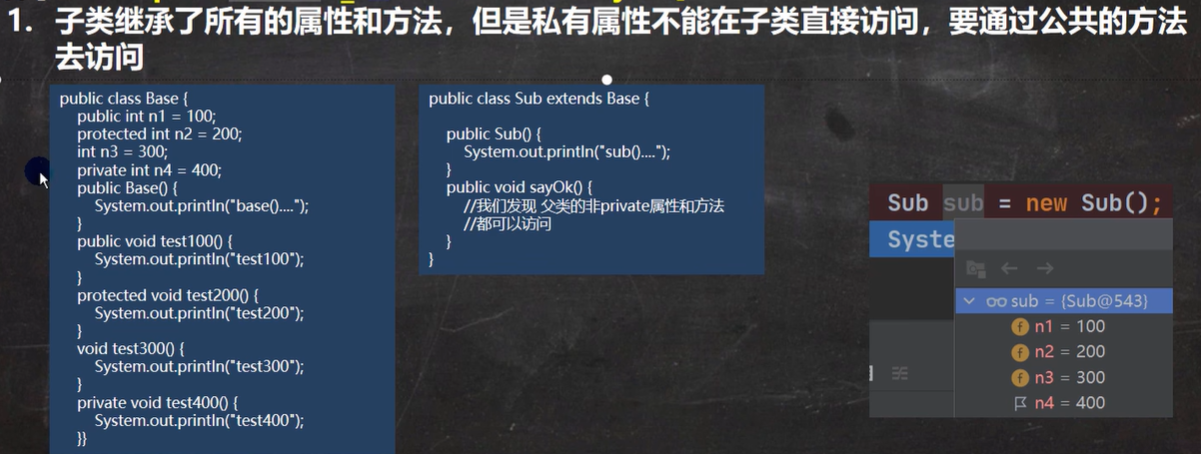 1. 子类继承了所有的属性和方法，但是私有属性不能在子类直接访问，要通过公共的方法
去访问
public class Base {
public int n1 = 100;
protected int n2 = 200;
int n3 = 300;
private int n4 = 400;
public Base() {
System.out.println("base()....");
}
public void test100() {
System.out.println("test100");
}
protected void test200() {
System.out.println("test200");
}
void test300() {
System.out.println("test300");
}
private void test400() {
System.out.println("test400");
}}
public class Sub extends Base {
public Sub() {
System.out.println("sub()....");
}
public void sayOk() {
//我们发现 父类的非private属性和方法
//都可以访问
}
}
Sub sub = new Sub();
Syste
sub = {Sub@543}
n1 = 100
n2 = 200
n3 = 300
n4 = 400